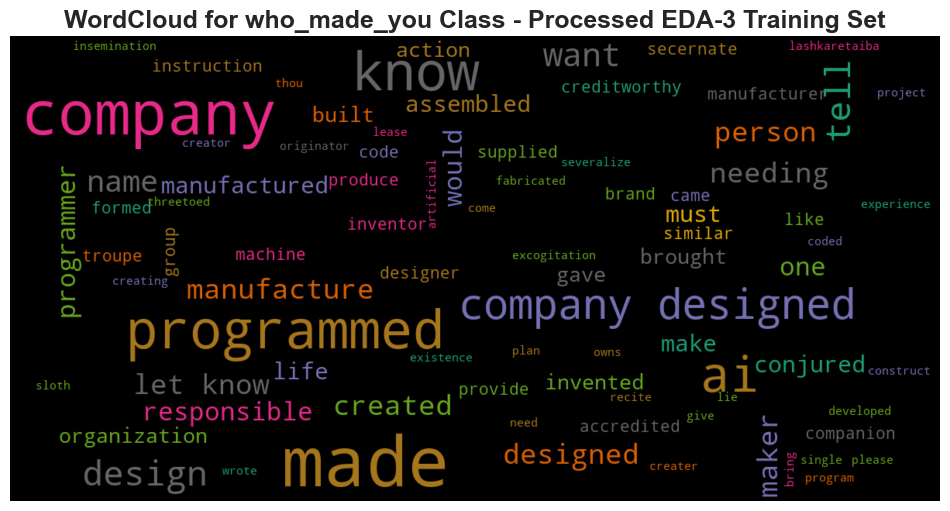 WordCloud for who_made_you Class - Processed EDA-3 Training Set
insemination
action
secernate
lashkaretaiba
instruction
know
want
tell
thou
creditworthy
manufacturer
project
company
built
assembled
person
lease
creator
originator
code
would
supplied
severalize
needing
name
manufactured
produce
artificial
fabricated
brand
came
programmer
formed
threetoed
come
must
like
experience
inventor
similar
troupe
group
machine
designer
excogitation
brought
coded
one
creating
manufacture
gave
company designed
programmed
make
existence
plan
owns
ai
conjured
construct
sloth
let know
life
provide
invented
recite
lie
responsible
created
need
accredited
give
maker
developed
organization
made
designed
companion
design
wrote
creater
bring
single
please
program